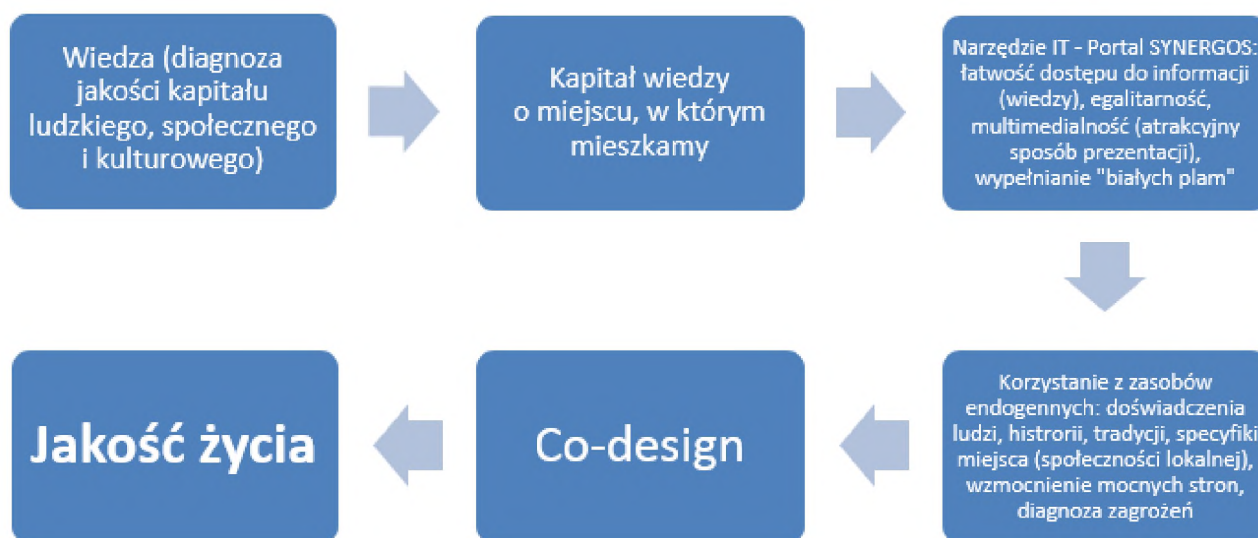 Wiedza (diagnoza
jakości kapitału
ludzkiego, społecznego
i kulturowego)
Kapitał wiedzy
o miejscu, w którym
mieszkamy
Narzędzie IT - Portal SYNERGOS:
łatwość dostępu do informacji
(wiedzy), egalitarność,
multimedialność (atrakcyjny
sposób prezentacji),
wypełnianie "białych plam"
Korzystanie z zasobów
endogennych: doświadczenia
ludzi, histrorii, tradycji, specyfiki
miejsca (społeczności lokalnej),
wzmocnienie mocnych stron,
diagnoza zagrożeń
Co-design
Jakość życia